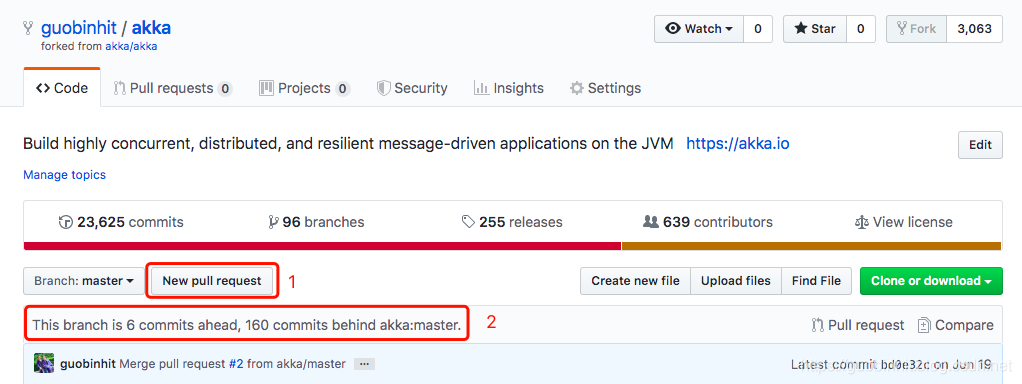 guobinhit / akka
forked from akka/akka
Watch 0 Star 0 Fork 3,063
Code Pull requests 0 Projects 0 Security Insights Settings
Build highly concurrent, distributed, and resilient message-driven applications on the JVM https://akka.io
Edit
Manage topics
23,625 commits 96 branches 255 releases 639 contributors View license
Branch: master New pull request 1 Create new file Upload files Find File Clone or download
This branch is 6 commits ahead, 160 commits behind akka:master. 2 Pull request Compare
guobinhit Merge pull request #2 from akka/master ... Latest commit bd0e32c on Jun 19